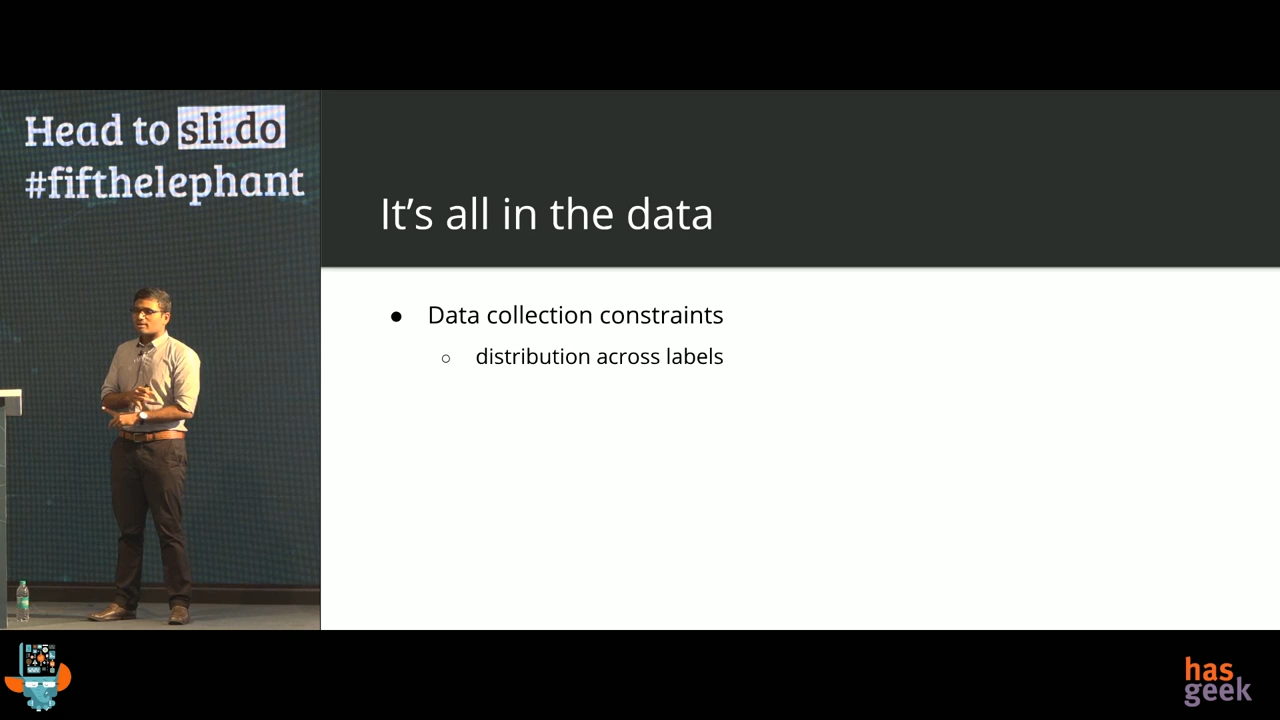 Head to sli.do
#fifthelephant
It's all in the data
● Data collection constraints
○ distribution across labels
has
geek